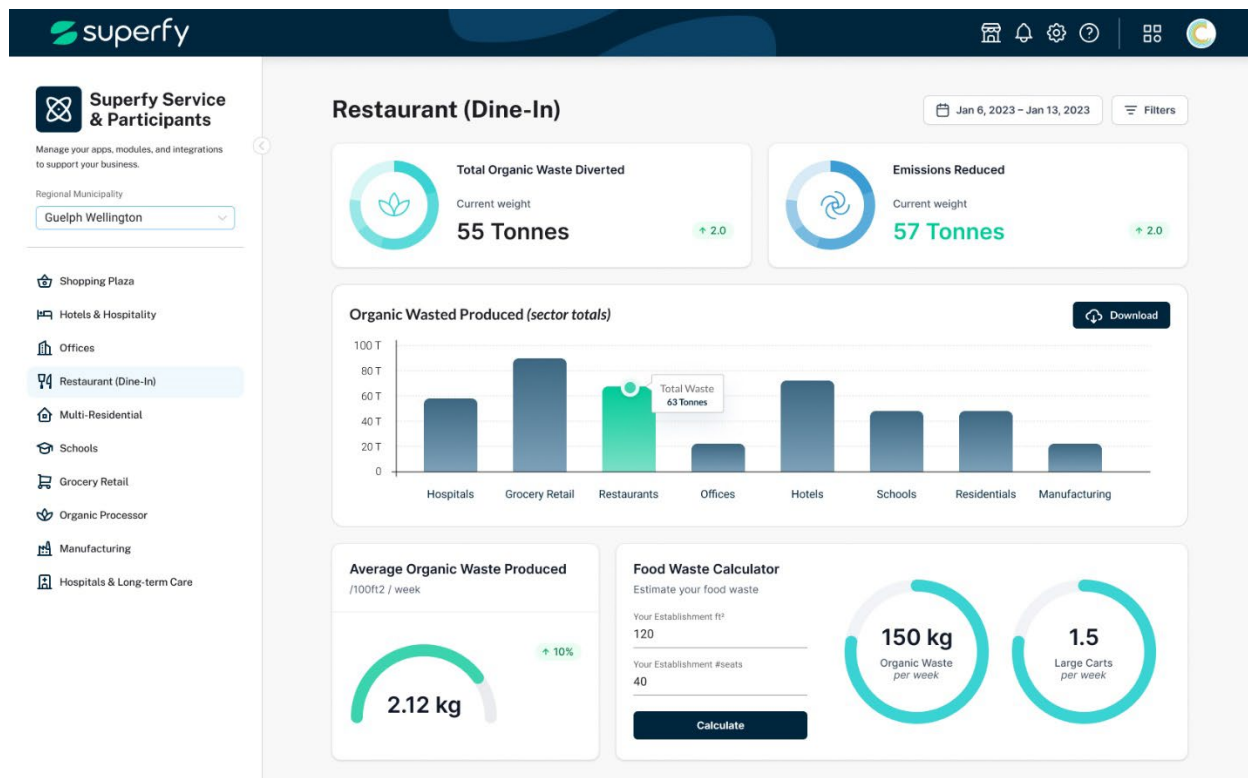 superfy
Superfy Service
& Participants
Manage your apps, modules, and integrations
to support your business.
Regional Municipality
Guelph Wellington
Shopping Plaza
Hotels & Hospitality
Offices
Restaurant (Dine-In)
Multi-Residential
Schools
Grocery Retail
Organic Processor
Manufacturing
Hospitals & Long-term Care
Restaurant (Dine-In)
Jan 6, 2023 – Jan 13, 2023
Filters
Total Organic Waste Diverted
Current weight
55 Tonnes
↑ 2.0
Emissions Reduced
Current weight
57 Tonnes
↑ 2.0
Organic Wasted Produced (sector totals)
Download
100 T
80 T
60 T
40 T
20 T
0
Total Waste
63 Tonnes
Hospitals
Grocery Retail
Restaurants
Offices
Hotels
Schools
Residentials
Manufacturing
Average Organic Waste Produced
/100ft2 / week
↑ 10%
2.12 kg
Food Waste Calculator
Estimate your food waste
Your Establishment ft²
120
Your Establishment #seats
40
Calculate
150 kg
Organic Waste
per week
1.5
Large Carts
per week